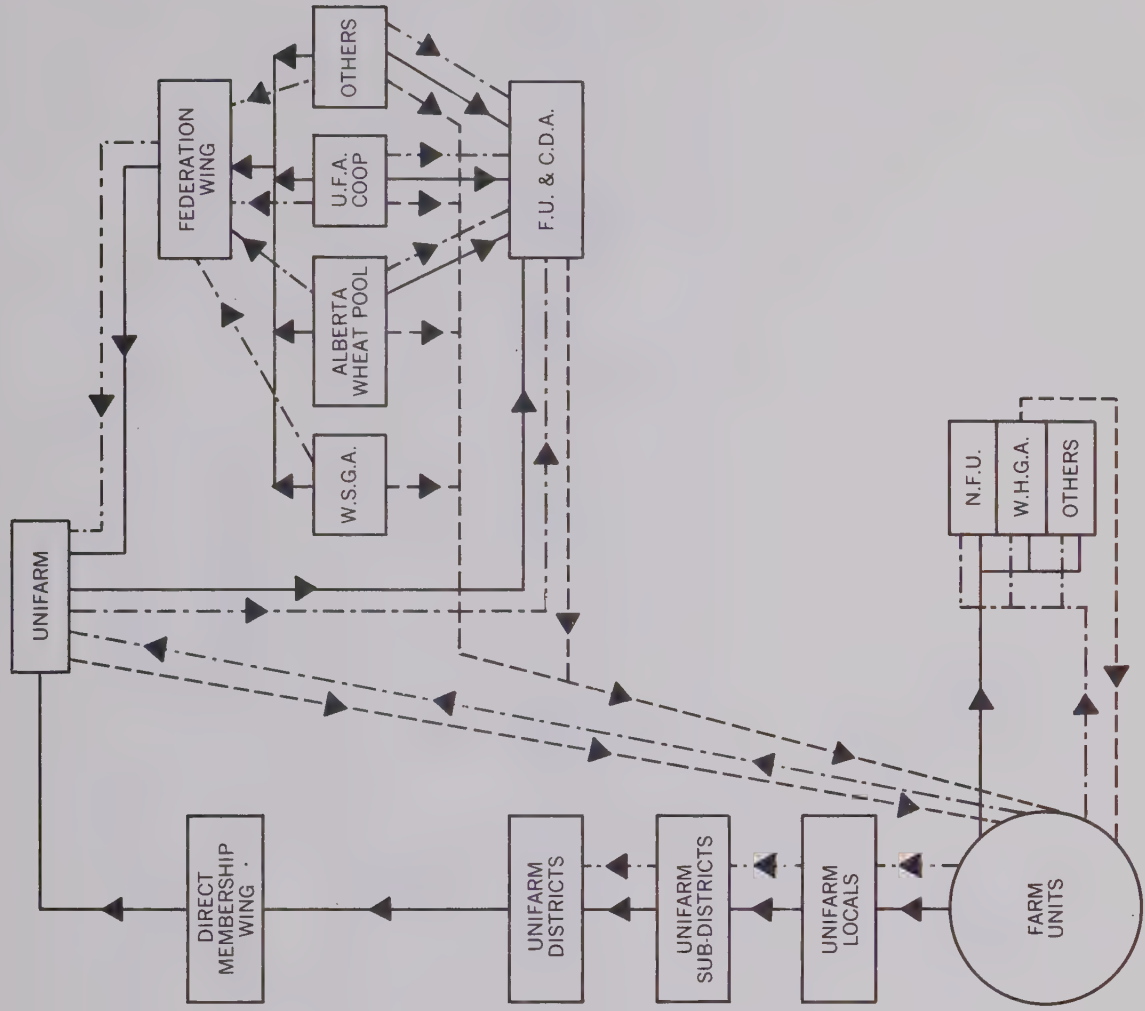 UNIFARM
DIRECT
MEMBERSHIP
WING
FEDERATION
WING
W.S.G.A.
ALBERTA
WHEAT POOL
U.F.A.
COOP
OTHERS
F.U. & C.D.A.
UNIFARM
DISTRICTS
UNIFARM
SUB-DISTRICTS
UNIFARM
LOCALS
FARM
UNITS
N.F.U.
W.H.G.A.
OTHERS